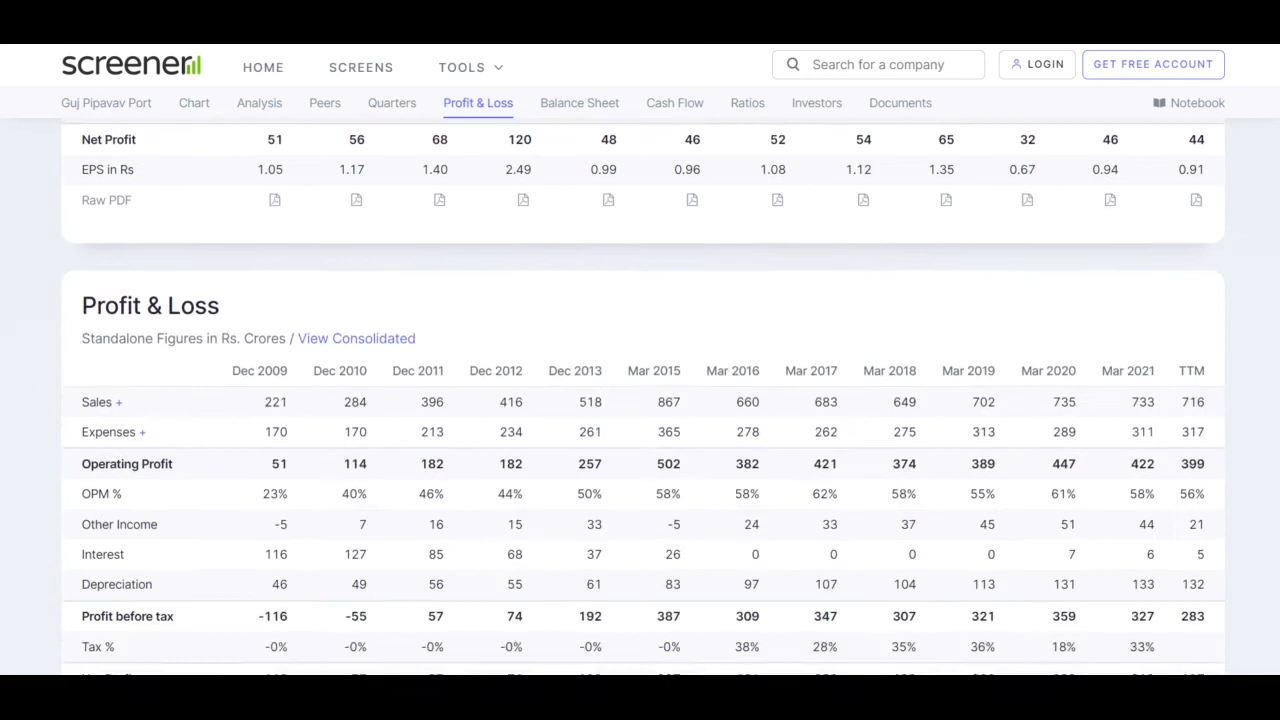 screener HOME SCREENS TOOLS Search for a company LOGIN GET FREE ACCOUNT
Guj Pipavav Port Chart Analysis Peers Quarters Profit & Loss Balance Sheet Cash Flow Ratios Investors Documents Notebook
Net Profit 51 56 68 120 48 46 52 54 65 32 46 44
EPS in Rs 1.05 1.17 1.40 2.49 0.99 0.96 1.08 1.12 1.35 0.67 0.94 0.91
Raw PDF
Profit & Loss
Standalone Figures in Rs. Crores / View Consolidated
Dec 2009 Dec 2010 Dec 2011 Dec 2012 Dec 2013 Mar 2015 Mar 2016 Mar 2017 Mar 2018 Mar 2019 Mar 2020 Mar 2021 TTM
Sales + 221 284 396 416 518 867 660 683 649 702 735 733 716
Expenses + 170 170 213 234 261 365 278 262 275 313 289 311 317
Operating Profit 51 114 182 182 257 502 382 421 374 389 447 422 399
OPM % 23% 40% 46% 44% 50% 58% 58% 62% 58% 55% 61% 58% 56%
Other Income -5 7 16 15 33 -5 24 33 37 45 51 44 21
Interest 116 127 85 68 37 26 0 0 0 0 7 6 5
Depreciation 46 49 56 55 61 83 97 107 104 113 131 133 132
Profit before tax -116 -55 57 74 192 387 309 347 307 321 359 327 283
Tax % -0% -0% -0% -0% -0% -0% 38% 28% 35% 36% 18% 33%